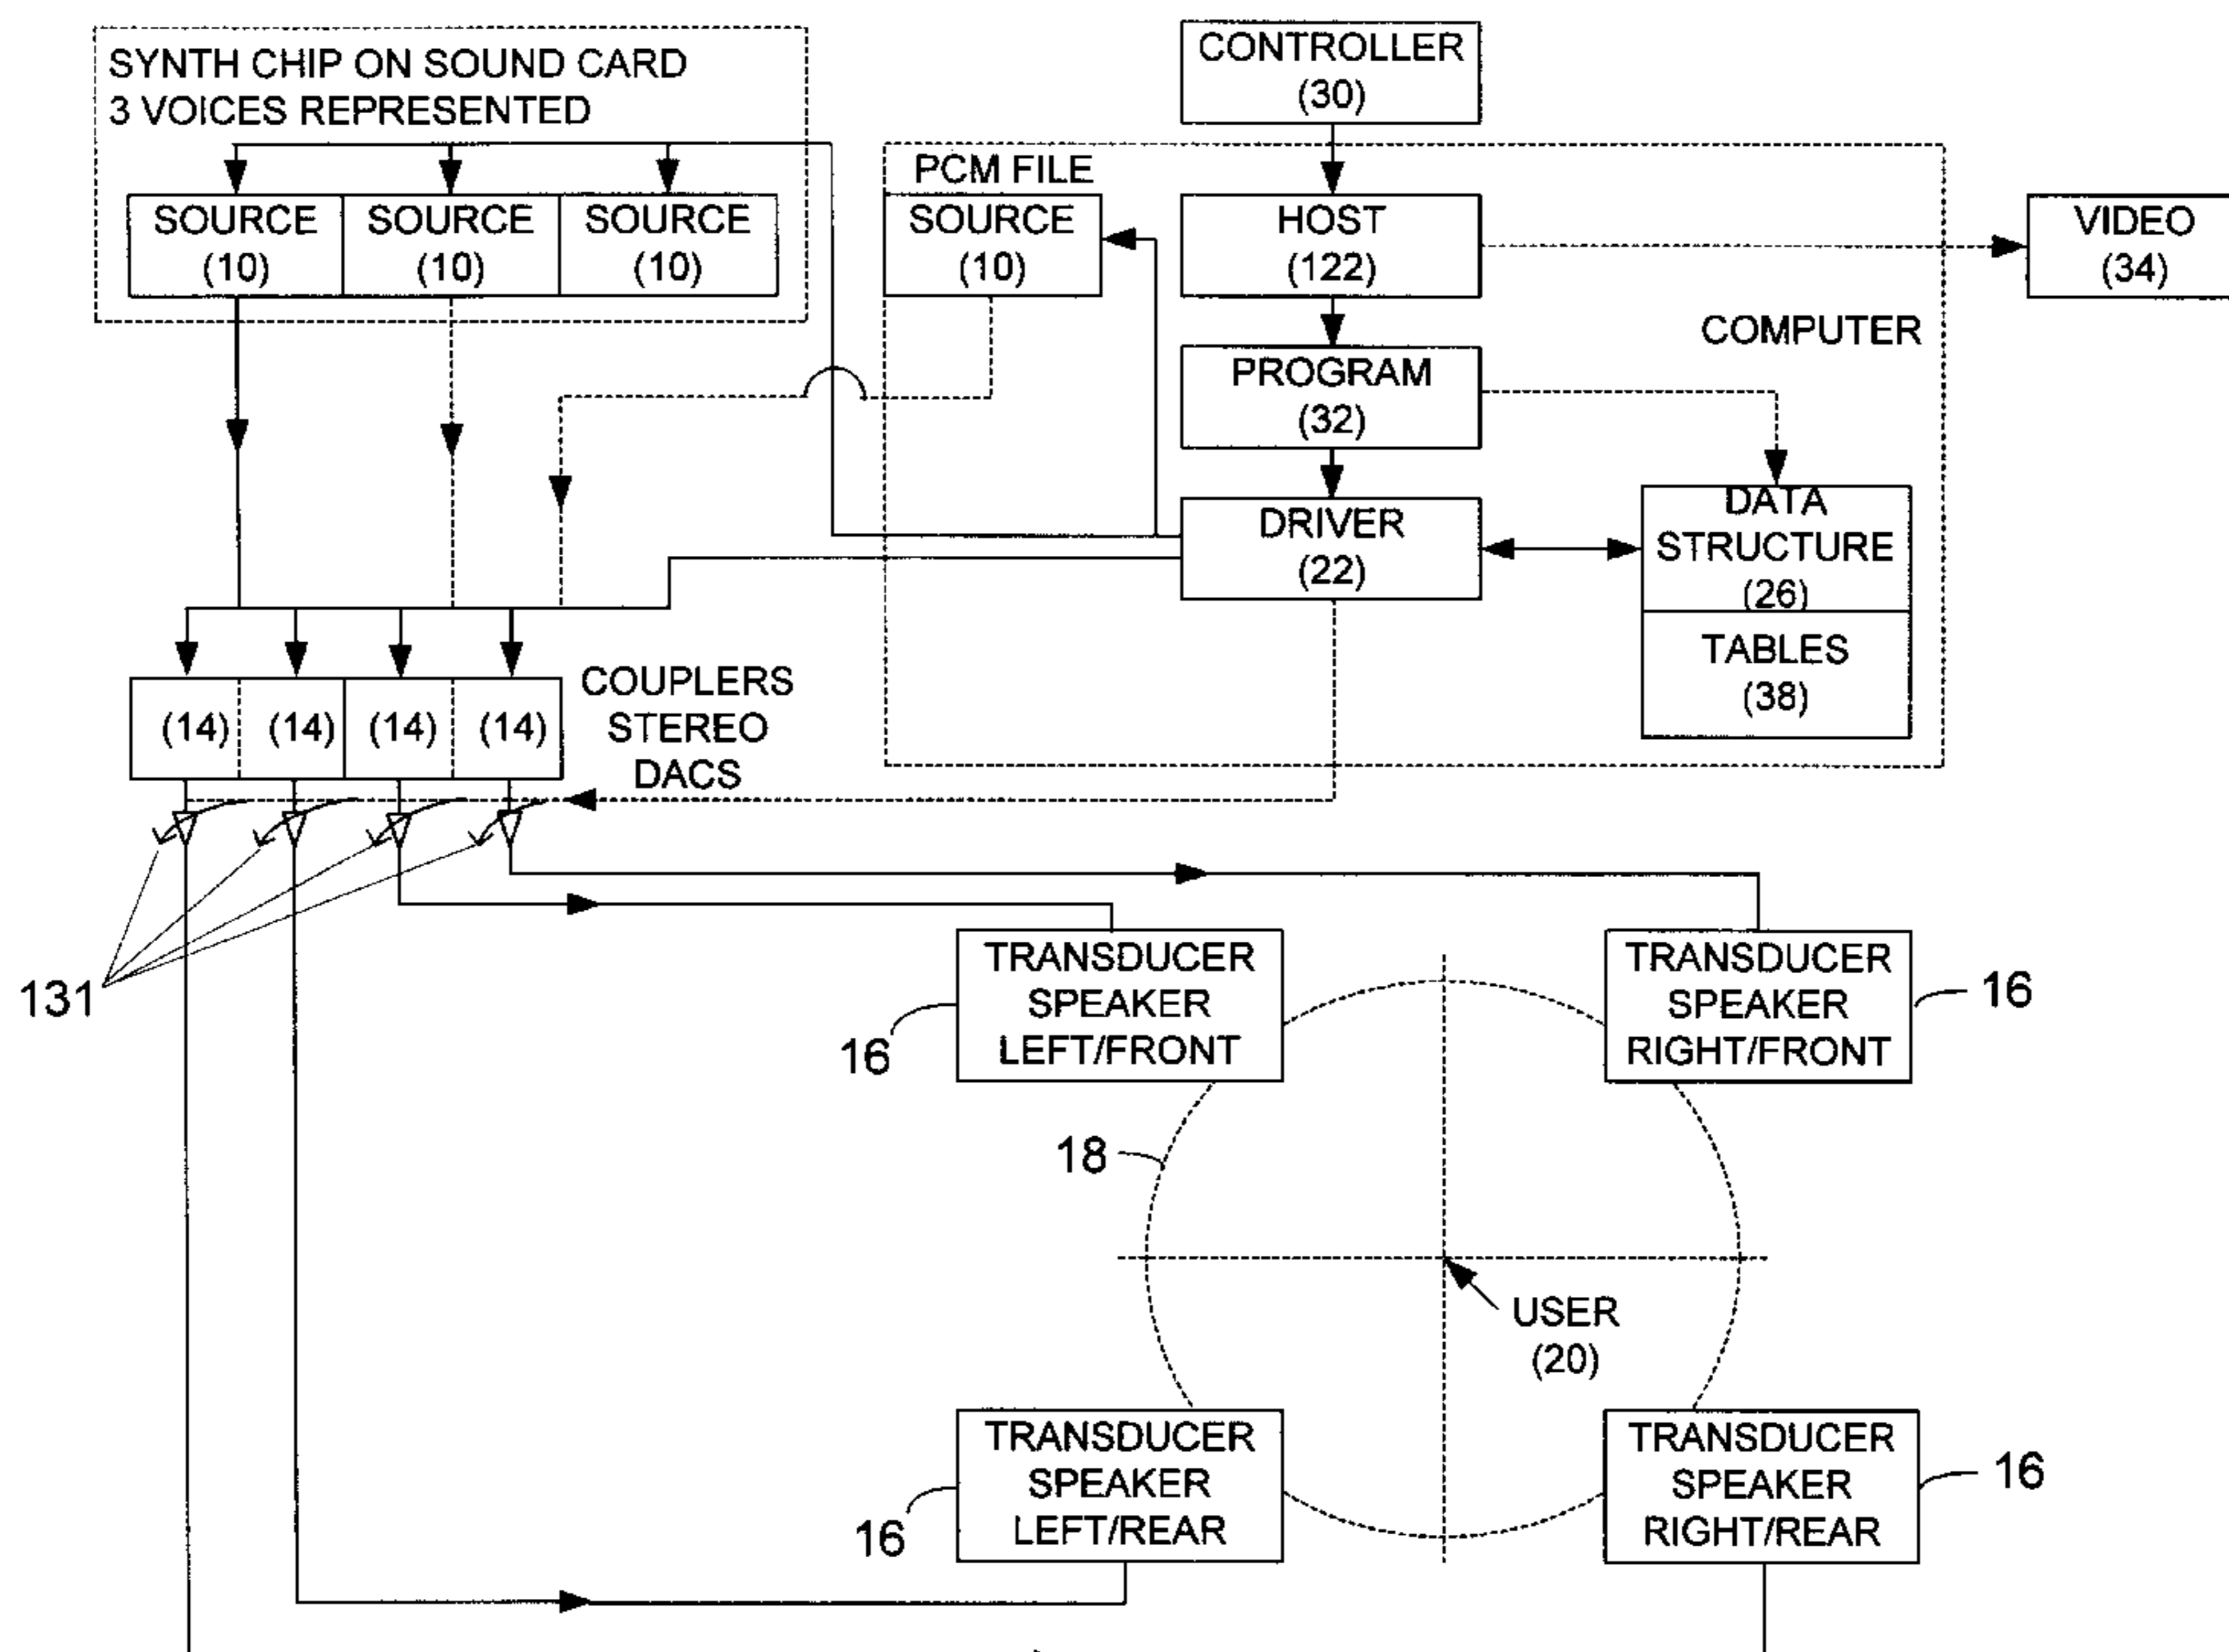 SYNTH CHIP ON SOUND CARD
3 VOICES REPRESENTED
SOURCE
(10)
SOURCE
(10)
SOURCE
(10)
CONTROLLER
(30)
PCM FILE
SOURCE
(10)
HOST
(122)
VIDEO
(34)
COMPUTER
PROGRAM
(32)
DRIVER
(22)
DATA
STRUCTURE
(26)
TABLES
(38)
(14)
(14)
(14)
(14)
COUPLERS
STEREO
DACS
131
TRANSDUCER
SPEAKER
LEFT/FRONT
16
TRANSDUCER
SPEAKER
RIGHT/FRONT
16
18
USER
(20)
TRANSDUCER
SPEAKER
LEFT/REAR
16
TRANSDUCER
SPEAKER
RIGHT/REAR
16